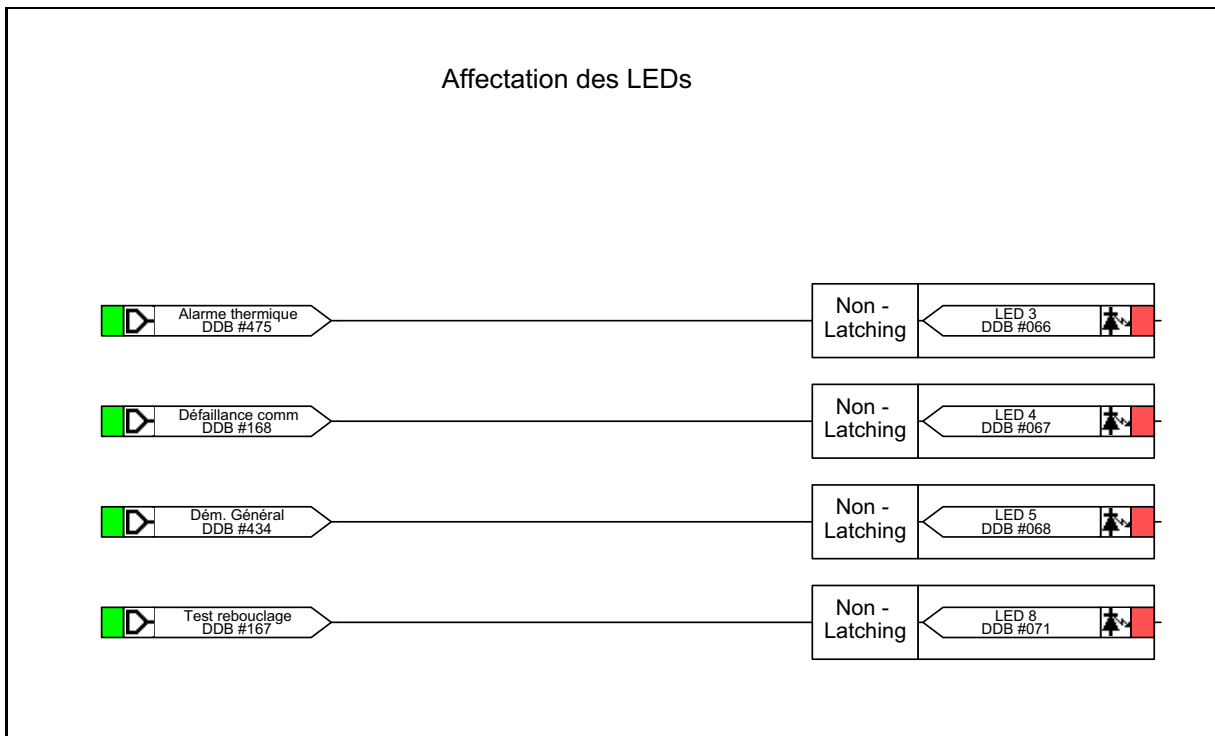 Affectation des LEDs
Alarme thermique
DDB #475
Non -
Latching
LED 3
DDB #066
Défaillance comm
DDB #168
Non -
Latching
LED 4
DDB #067
Dém. Général
DDB #434
Non -
Latching
LED 5
DDB #068
Test rebouclage
DDB #167
Non -
Latching
LED 8
DDB #071